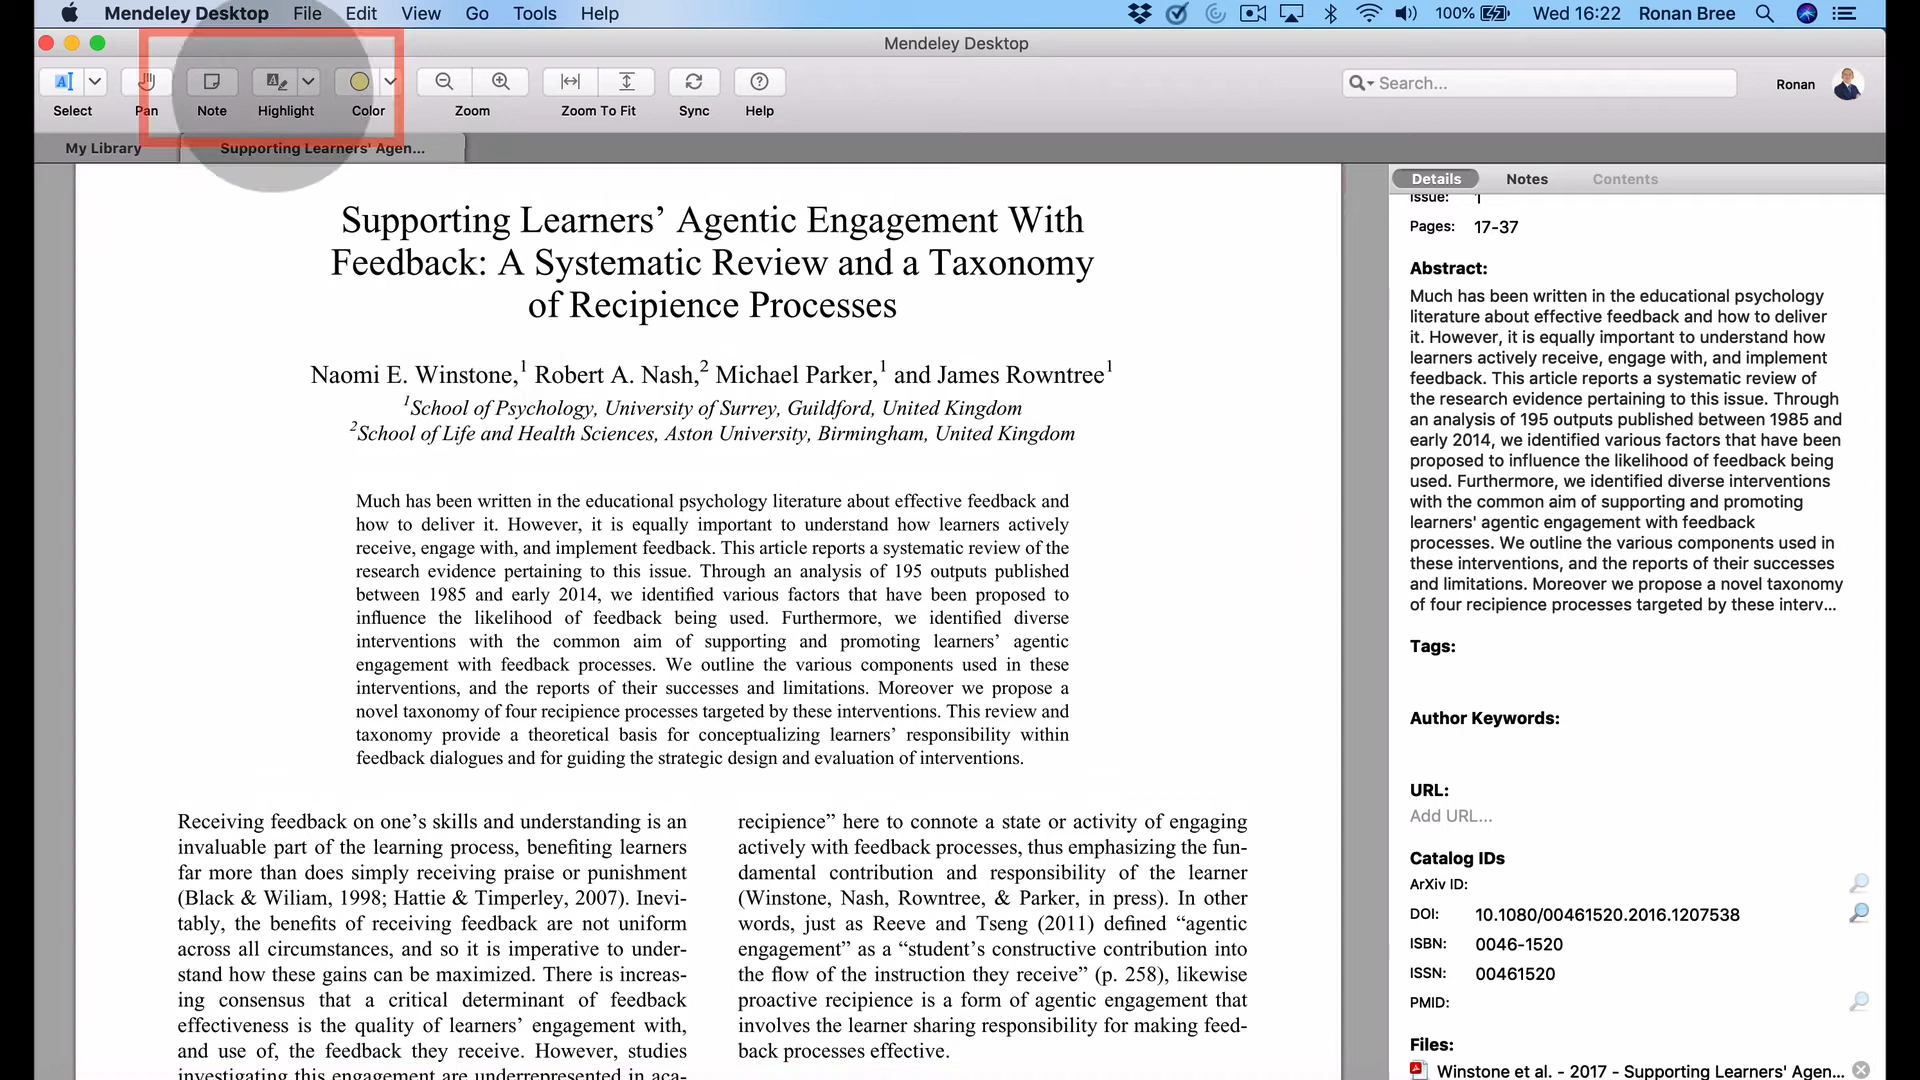 Mendeley Desktop File Edit View Go Tools Help 100% Wed 16:22 Ronan Bree
Mendeley Desktop
Search...
Ronan
Select Pan Note Highlight Color Zoom Zoom To Fit Sync Help
My Library Supporting Learners' Agen...
Supporting Learners’ Agentic Engagement With
Feedback: A Systematic Review and a Taxonomy
of Recipience Processes
Naomi E. Winstone,1 Robert A. Nash,2 Michael Parker,1 and James Rowntree1
1School of Psychology, University of Surrey, Guildford, United Kingdom
2School of Life and Health Sciences, Aston University, Birmingham, United Kingdom
Much has been written in the educational psychology literature about effective feedback and
how to deliver it. However, it is equally important to understand how learners actively
receive, engage with, and implement feedback. This article reports a systematic review of the
research evidence pertaining to this issue. Through an analysis of 195 outputs published
between 1985 and early 2014, we identified various factors that have been proposed to
influence the likelihood of feedback being used. Furthermore, we identified diverse
interventions with the common aim of supporting and promoting learners’ agentic
engagement with feedback processes. We outline the various components used in these
interventions, and the reports of their successes and limitations. Moreover we propose a
novel taxonomy of four recipience processes targeted by these interventions. This review and
taxonomy provide a theoretical basis for conceptualizing learners’ responsibility within
feedback dialogues and for guiding the strategic design and evaluation of interventions.
Receiving feedback on one’s skills and understanding is an
invaluable part of the learning process, benefiting learners
far more than does simply receiving praise or punishment
(Black & Wiliam, 1998; Hattie & Timperley, 2007). Inevi-
tably, the benefits of receiving feedback are not uniform
across all circumstances, and so it is imperative to under-
stand how these gains can be maximized. There is increas-
ing consensus that a critical determinant of feedback
effectiveness is the quality of learners’ engagement with,
and use of, the feedback they receive. However, studies
investigating this engagement are underrepresented in aca-
recipience” here to connote a state or activity of engaging
actively with feedback processes, thus emphasizing the fun-
damental contribution and responsibility of the learner
(Winstone, Nash, Rowntree, & Parker, in press). In other
words, just as Reeve and Tseng (2011) defined “agentic
engagement” as a “student’s constructive contribution into
the flow of the instruction they receive” (p. 258), likewise
proactive recipience is a form of agentic engagement that
involves the learner sharing responsibility for making feed-
back processes effective.
Details Notes Contents
Issue: 1
Pages: 17-37
Abstract:
Much has been written in the educational psychology
literature about effective feedback and how to deliver
it. However, it is equally important to understand how
learners actively receive, engage with, and implement
feedback. This article reports a systematic review of
the research evidence pertaining to this issue. Through
an analysis of 195 outputs published between 1985 and
early 2014, we identified various factors that have been
proposed to influence the likelihood of feedback being
used. Furthermore, we identified diverse interventions
with the common aim of supporting and promoting
learners' agentic engagement with feedback
processes. We outline the various components used in
these interventions, and the reports of their successes
and limitations. Moreover we propose a novel taxonomy
of four recipience processes targeted by these interv...
Tags:
Author Keywords:
URL:
Add URL...
Catalog IDs
ArXiv ID:
DOI: 10.1080/00461520.2016.1207538
ISBN: 0046-1520
ISSN: 00461520
PMID:
Files:
Winstone et al. - 2017 - Supporting Learners' Agen...